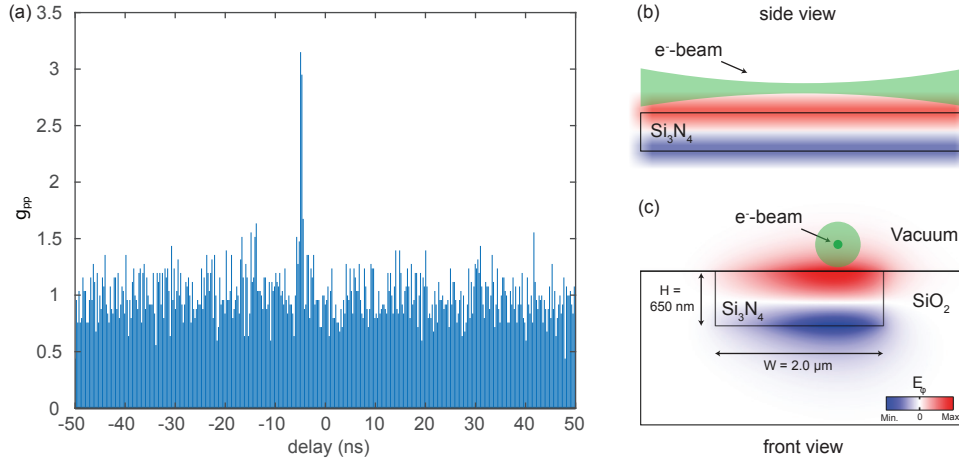 (a)
3.5
3
2.5
2
1.5
1
0.5
0
g_pp
-50 -40 -30 -20 -10 0 10 20 30 40 50
delay (ns)
(b)
side view
e⁻-beam
Si₃N₄
(c)
e⁻-beam
Vacuum
H =
650 nm
Si₃N₄
SiO₂
W = 2.0 µm
E_φ
Min. 0 Max.
front view